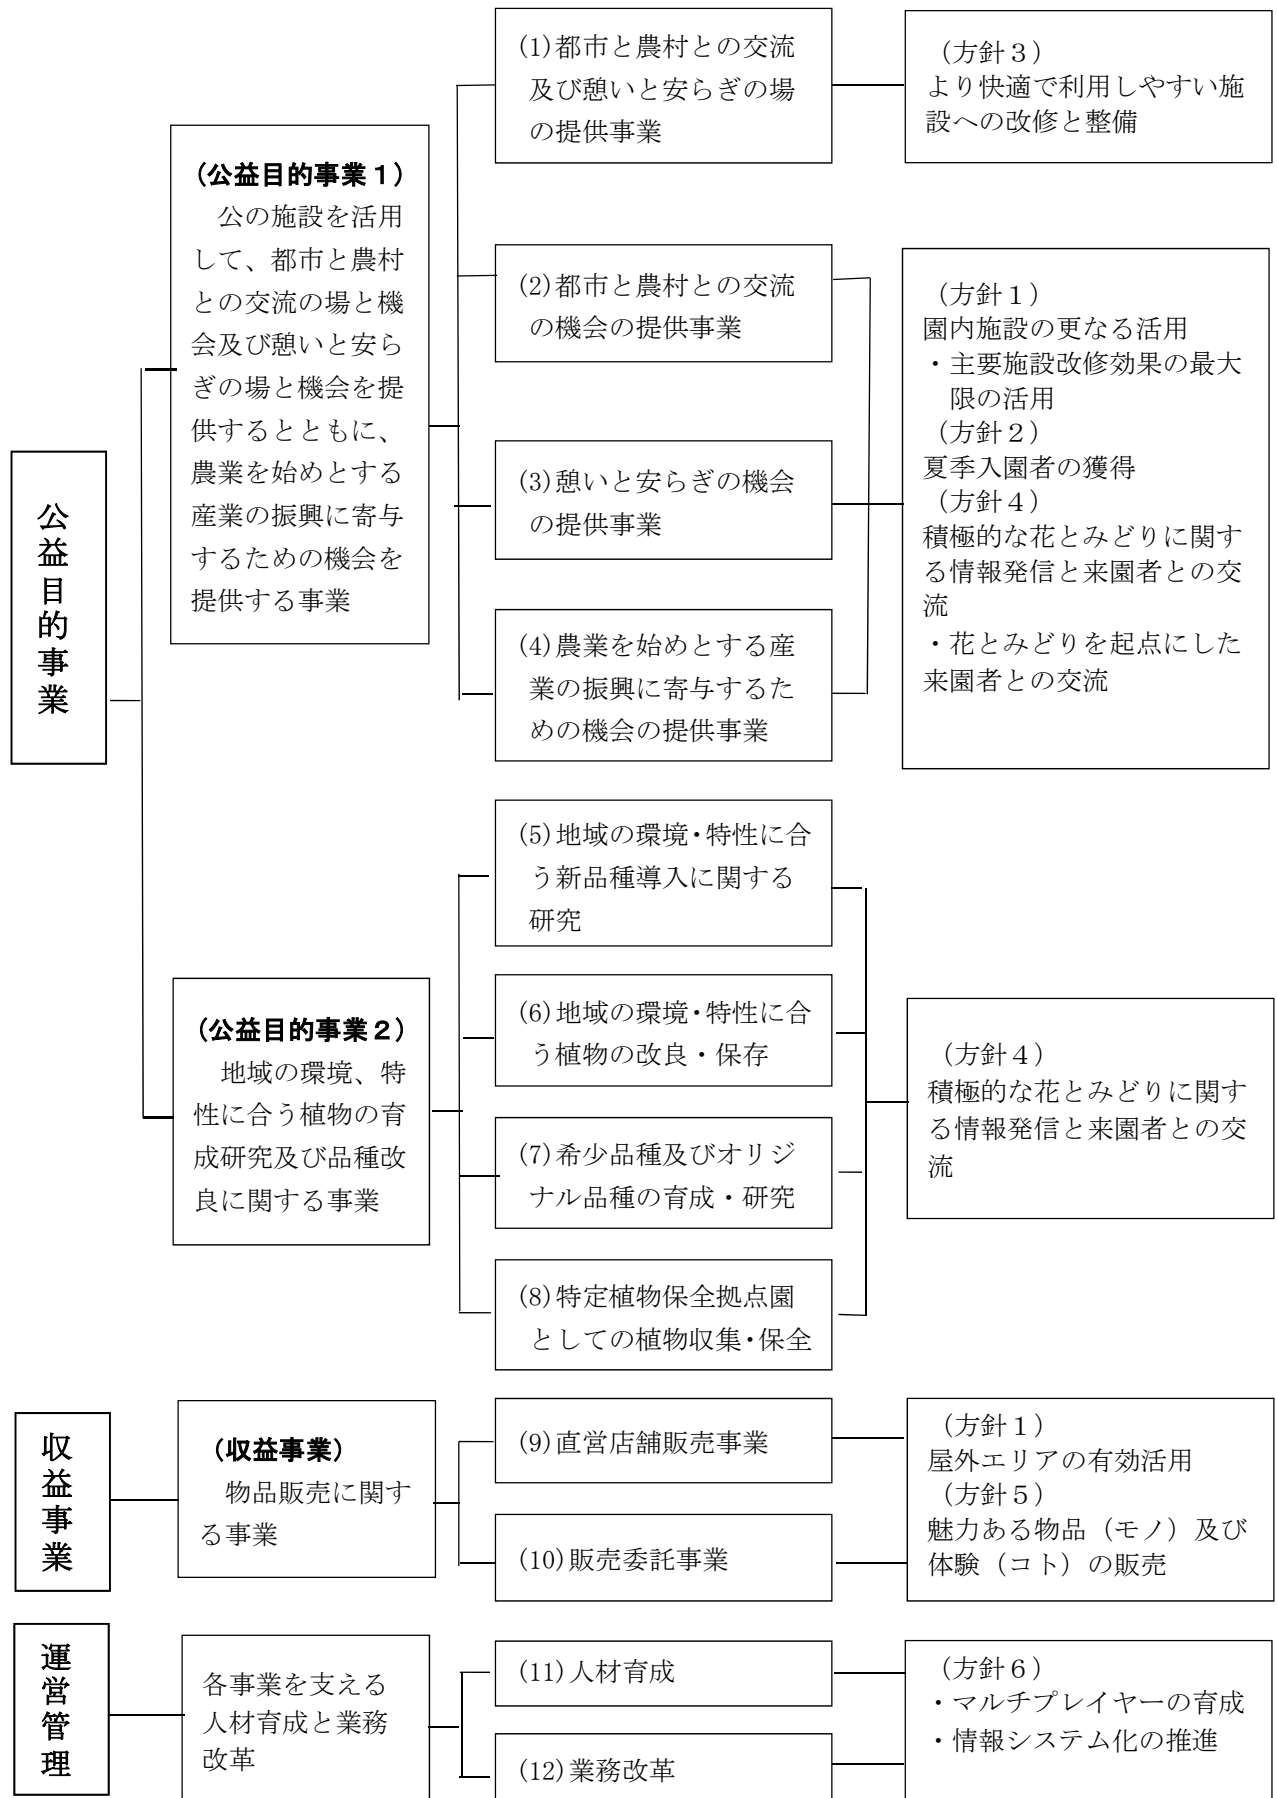 公益目的事業
(公益目的事業1)
公の施設を活用
して、都市と農村
との交流の場と機
会及び憩いと安ら
ぎの場と機会を提
供するとともに、
農業を始めとする
産業の振興に寄与
するための機会を
提供する事業
(1)都市と農村との交流
及び憩いと安らぎの場
の提供事業
(方針3)
より快適で利用しやすい施
設への改修と整備
(2)都市と農村との交流
の機会の提供事業
(3)憩いと安らぎの機会
の提供事業
(4)農業を始めとする産
業の振興に寄与するた
めの機会の提供事業
(方針1)
園内施設の更なる活用
・主要施設改修効果の最大
限の活用
(方針2)
夏季入園者の獲得
(方針4)
積極的な花とみどりに関す
る情報発信と来園者との交
流
・花とみどりを起点にした
来園者との交流
(公益目的事業2)
地域の環境、特
性に合う植物の育
成研究及び品種改
良に関する事業
(5)地域の環境・特性に合
う新品種導入に関する
研究
(6)地域の環境・特性に合
う植物の改良・保存
(7)希少品種及びオリジ
ナル品種の育成・研究
(8)特定植物保全拠点園
としての植物収集・保全
(方針4)
積極的な花とみどりに関す
る情報発信と来園者との交
流
収益事業
(収益事業)
物品販売に関す
る事業
(9)直営店舗販売事業
(10)販売委託事業
(方針1)
屋外エリアの有効活用
(方針5)
魅力ある物品(モノ)及び
体験(コト)の販売
運営管理
各事業を支える
人材育成と業務
改革
(11)人材育成
(12)業務改革
(方針6)
・マルチプレイヤーの育成
・情報システム化の推進